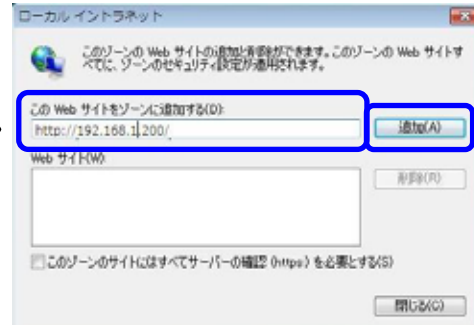 ローカル イントラネット
このゾーンの Web サイトの追加と削除ができます。このゾーンの Web サイトす
べてに、ゾーンのセキュリティ設定が適用されます。
この Web サイトをゾーンに追加する(D):
http://192.168.1.200/
追加(A)
Web サイト(W):
削除(R)
このゾーンのサイトにはすべてサーバーの確認 (https) を必要とする(S)
閉じる(C)